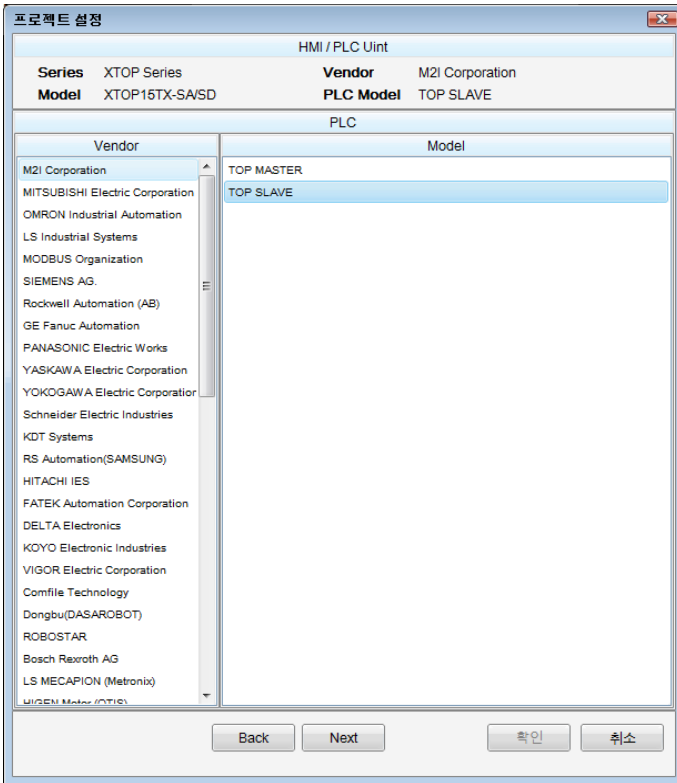 프로젝트 설정
HMI / PLC Uint
Series XTOP Series Vendor M2I Corporation
Model XTOP15TX-SA/SD PLC Model TOP SLAVE
PLC
Vendor Model
M2I Corporation
MITSUBISHI Electric Corporation
OMRON Industrial Automation
LS Industrial Systems
MODBUS Organization
SIEMENS AG.
Rockwell Automation (AB)
GE Fanuc Automation
PANASONIC Electric Works
YASKAWA Electric Corporation
YOKOGAWA Electric Corporation
Schneider Electric Industries
KDT Systems
RS Automation(SAMSUNG)
HITACHI IES
FATEK Automation Corporation
DELTA Electronics
KOYO Electronic Industries
VIGOR Electric Corporation
Comfile Technology
Dongbu(DASAROBOT)
ROBOSTAR
Bosch Rexroth AG
LS MECAPION (Metronix)
HIGEN Motor (OTIS)
TOP MASTER
TOP SLAVE
Back Next 확인 취소